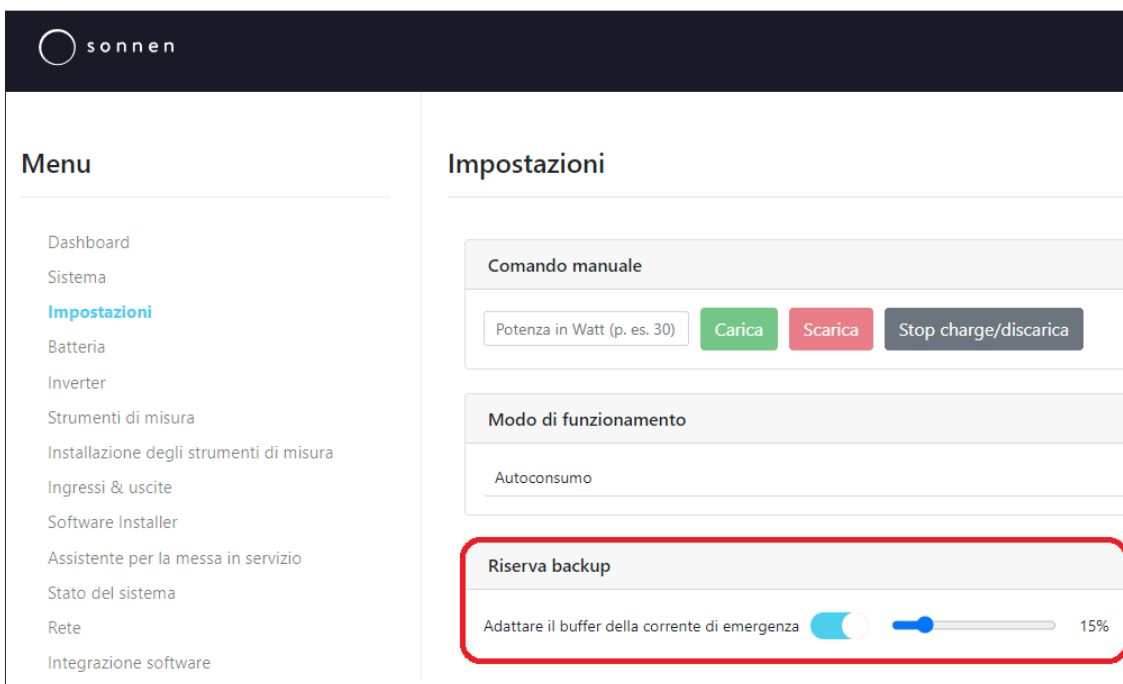 sonnen
Menu
Dashboard
Sistema
Impostazioni
Batteria
Inverter
Strumenti di misura
Installazione degli strumenti di misura
Ingressi & uscite
Software Installer
Assistente per la messa in servizio
Stato del sistema
Rete
Integrazione software
Impostazioni
Comando manuale
Potenza in Watt (p. es. 30) Carica Scarica Stop charge/discarica
Modo di funzionamento
Autoconsumo
Riserva backup
Adattare il buffer della corrente di emergenza 15%